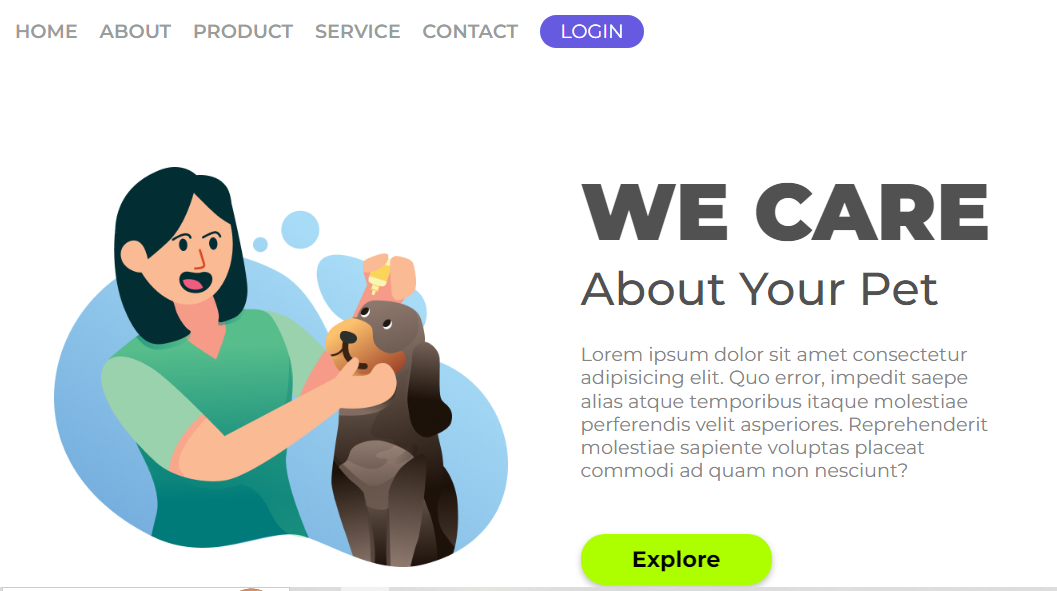 HOME ABOUT PRODUCT SERVICE CONTACT LOGIN
WE CARE
About Your Pet
Lorem ipsum dolor sit amet consectetur
adipisicing elit. Quo error, impedit saepe
alias atque temporibus itaque molestiae
perferendis velit asperiores. Reprehenderit
molestiae sapiente voluptas placeat
commodi ad quam non nesciunt?
Explore